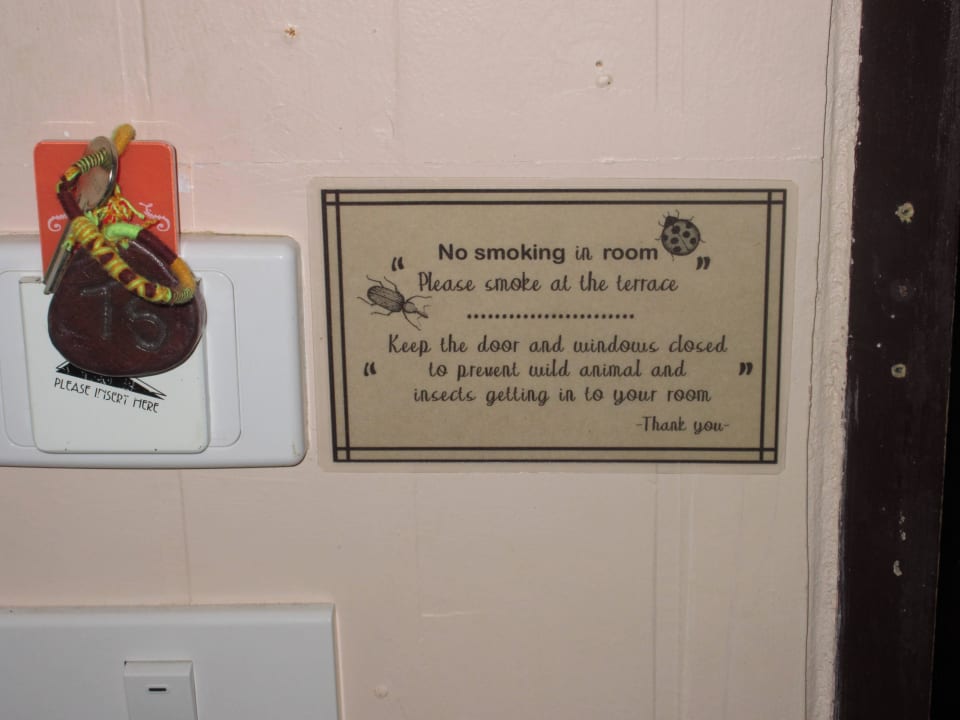 16
PLEASE INSERT HERE
No smoking in room
“ Please smoke at the terrace ”
Keep the door and windows closed
“ to prevent wild animal and ”
insects getting in to your room
-Thank you-